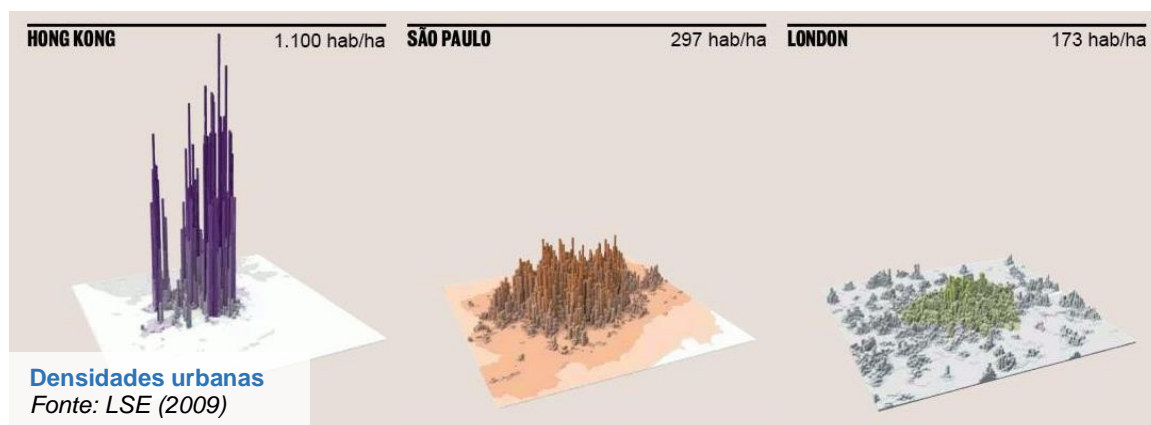 HONG KONG 1.100 hab/ha
SÃO PAULO 297 hab/ha
LONDON 173 hab/ha
Densidades urbanas
Fonte: LSE (2009)